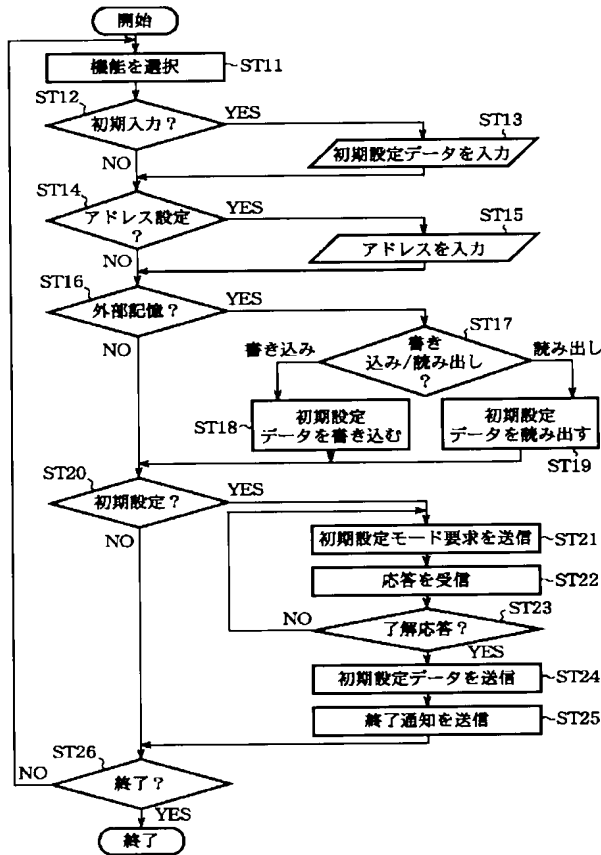 開始
機能を選択
ST11
ST12
初期入力?
YES
NO
ST13
初期設定データを入力
ST14
アドレス設定
?
YES
NO
ST15
アドレスを入力
ST16
外部記憶?
YES
NO
ST17
書き
込み/読み出し
?
書き込み
読み出し
ST18
初期設定
データを書き込む
初期設定
データを読み出す
ST19
ST20
初期設定?
YES
NO
初期設定モード要求を送信
ST21
応答を受信
ST22
ST23
了解応答?
NO
YES
初期設定データを送信
ST24
終了通知を送信
ST25
ST26
終了?
NO
YES
終了